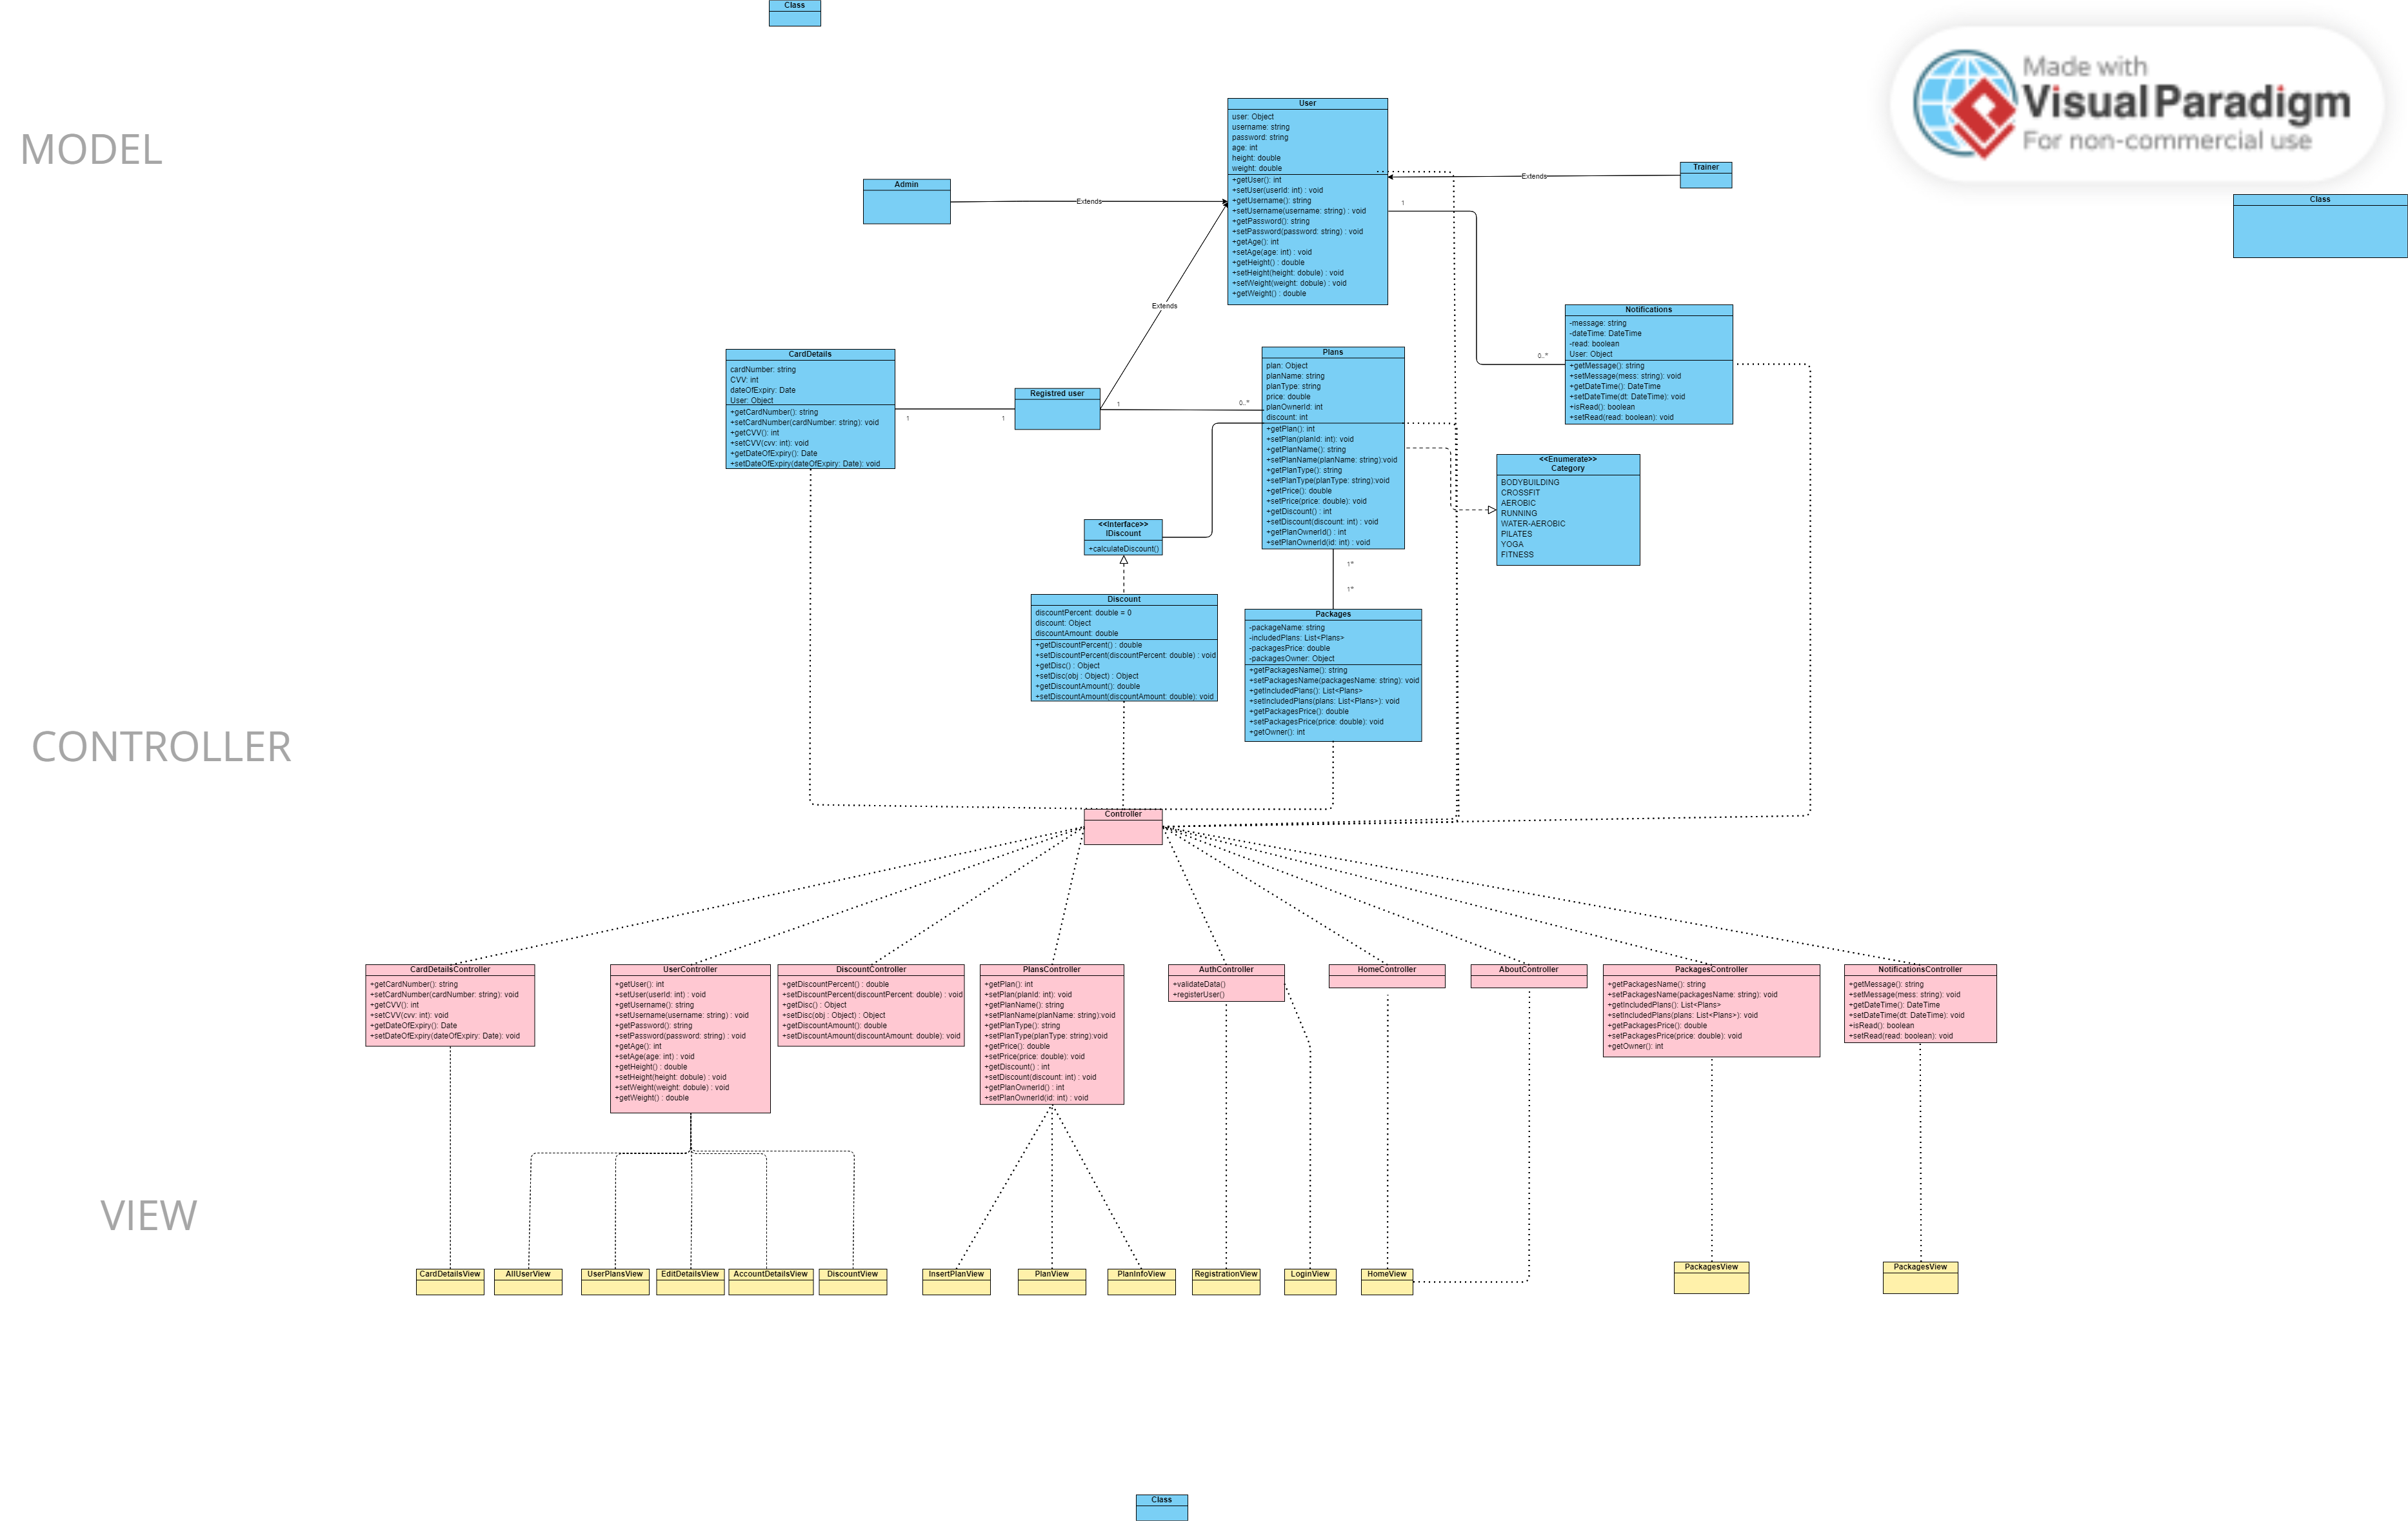 Class
Made with
Visual Paradigm
For non-commercial use
MODEL
User
user: Object
username: string
password: string
age: int
height: double
weight: double
+getUser(): int
+setUser(userId: int) : void
+getUsername(): string
+setUsername(username: string) : void
+getPassword(): string
+setPassword(password: string) : void
+getAge(): int
+setAge(age: int) : void
+getHeight() : double
+setHeight(height: dobule) : void
+setWeight(weight: dobule) : void
+getWeight() : double
Trainer
Extends
Admin
Extends
Class
1
Extends
0..*
Notifications
-message: string
-dateTime: DateTime
-read: boolean
User: Object
+getMessage(): string
+setMessage(mess: string): void
+getDateTime(): DateTime
+setDateTime(dt: DateTime): void
+isRead(): boolean
+setRead(read: boolean): void
CardDetails
cardNumber: string
CVV: int
dateOfExpiry: Date
User: Object
+getCardNumber(): string
+setCardNumber(cardNumber: string): void
+getCVV(): int
+setCVV(cvv: int): void
+getDateOfExpiry(): Date
+setDateOfExpiry(dateOfExpiry: Date): void
1
1
Registred user
1
0..*
Plans
plan: Object
planName: string
planType: string
price: double
planOwnerId: int
discount: int
+getPlan(): int
+setPlan(planId: int): void
+getPlanName(): string
+setPlanName(planName: string):void
+getPlanType(): string
+setPlanType(planType: string):void
+getPrice(): double
+setPrice(price: double): void
+getDiscount() : int
+setDiscount(discount: int) : void
+getPlanOwnerId() : int
+setPlanOwnerId(id: int) : void
<<Enumerate>>
Category
BODYBUILDING
CROSSFIT
AEROBIC
RUNNING
WATER-AEROBIC
PILATES
YOGA
FITNESS
<<Interface>>
IDiscount
+calculateDiscount()
1*
1*
Discount
discountPercent: double = 0
discount: Object
discountAmount: double
+getDiscountPercent() : double
+setDiscountPercent(discountPercent: double) : void
+getDisc() : Object
+setDisc(obj : Object) : Object
+getDiscountAmount(): double
+setDiscountAmount(discountAmount: double): void
Packages
-packageName: string
-includedPlans: List<Plans>
-packagesPrice: double
-packagesOwner: Object
+getPackagesName(): string
+setPackagesName(packagesName: string): void
+getIncludedPlans(): List<Plans>
+setIncludedPlans(plans: List<Plans>): void
+getPackagesPrice(): double
+setPackagesPrice(price: double): void
+getOwner(): int
CONTROLLER
Controller
CardDetailsController
+getCardNumber(): string
+setCardNumber(cardNumber: string): void
+getCVV(): int
+setCVV(cvv: int): void
+getDateOfExpiry(): Date
+setDateOfExpiry(dateOfExpiry: Date): void
UserController
+getUser(): int
+setUser(userId: int) : void
+getUsername(): string
+setUsername(username: string) : void
+getPassword(): string
+setPassword(password: string) : void
+getAge(): int
+setAge(age: int) : void
+getHeight() : double
+setHeight(height: dobule) : void
+setWeight(weight: dobule) : void
+getWeight() : double
DiscountController
+getDiscountPercent() : double
+setDiscountPercent(discountPercent: double) : void
+getDisc() : Object
+setDisc(obj : Object) : Object
+getDiscountAmount(): double
+setDiscountAmount(discountAmount: double): void
PlansController
+getPlan(): int
+setPlan(planId: int): void
+getPlanName(): string
+setPlanName(planName: string):void
+getPlanType(): string
+setPlanType(planType: string):void
+getPrice(): double
+setPrice(price: double): void
+getDiscount() : int
+setDiscount(discount: int) : void
+getPlanOwnerId() : int
+setPlanOwnerId(id: int) : void
AuthController
+validateData()
+registerUser()
HomeController
AboutController
PackagesController
+getPackagesName(): string
+setPackagesName(packagesName: string): void
+getIncludedPlans(): List<Plans>
+setIncludedPlans(plans: List<Plans>): void
+getPackagesPrice(): double
+setPackagesPrice(price: double): void
+getOwner(): int
NotificationsController
+getMessage(): string
+setMessage(mess: string): void
+getDateTime(): DateTime
+setDateTime(dt: DateTime): void
+isRead(): boolean
+setRead(read: boolean): void
VIEW
CardDetailsView
AllUserView
UserPlansView
EditDetailsView
AccountDetailsView
DiscountView
InsertPlanView
PlanView
PlanInfoView
RegistrationView
LoginView
HomeView
PackagesView
PackagesView
Class